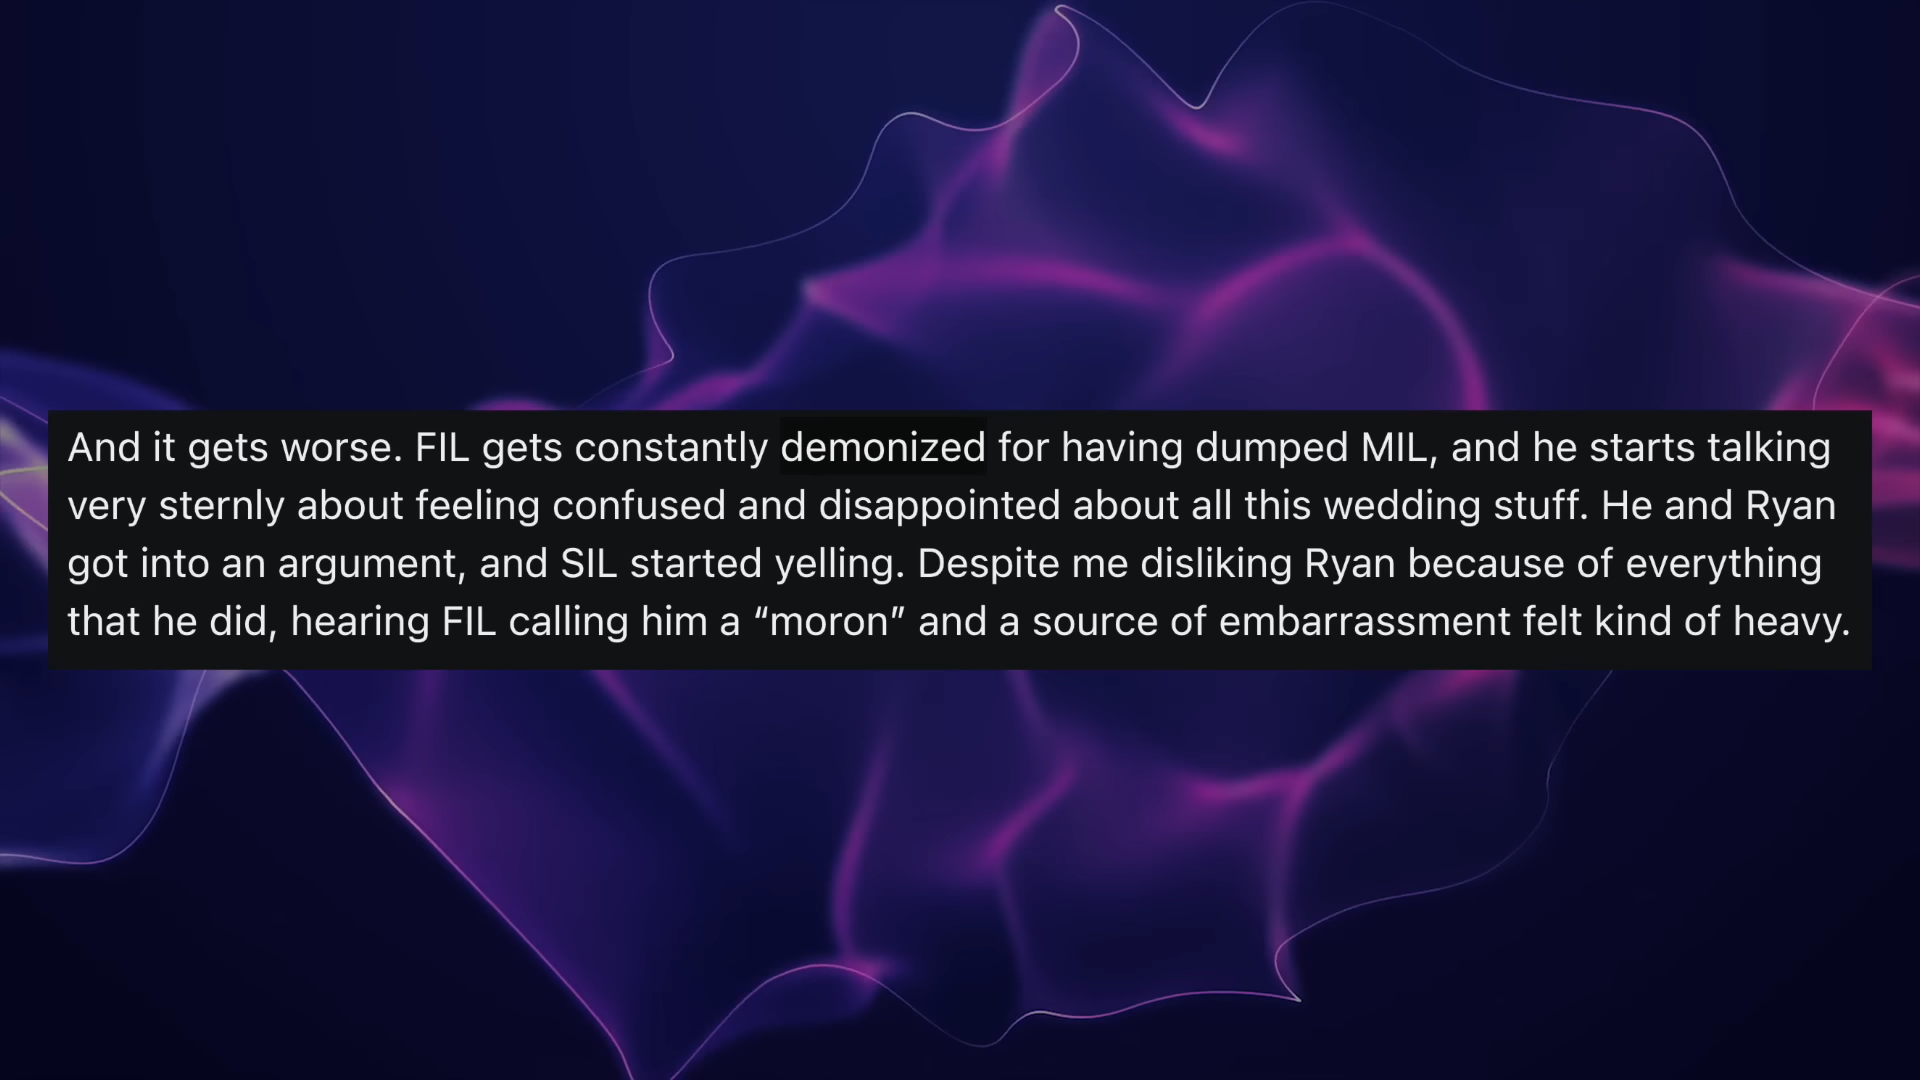 And it gets worse. FIL gets constantly demonized for having dumped MIL, and he starts talking
very sternly about feeling confused and disappointed about all this wedding stuff. He and Ryan
got into an argument, and SIL started yelling. Despite me disliking Ryan because of everything
that he did, hearing FIL calling him a “moron” and a source of embarrassment felt kind of heavy.